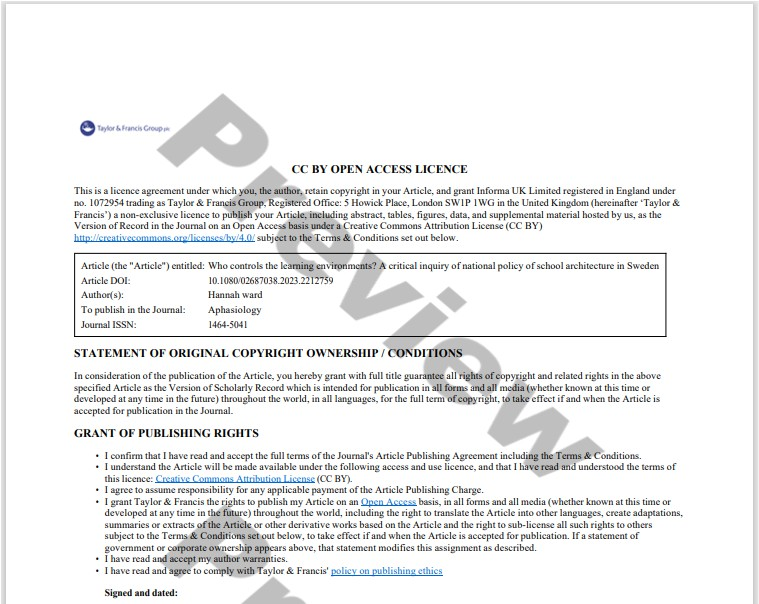 Taylor & Francis Group plc
CC BY OPEN ACCESS LICENCE
This is a licence agreement under which you, the author, retain copyright in your Article, and grant Informa UK Limited registered in England under
no. 1072954 trading as Taylor & Francis Group, Registered Office: 5 Howick Place, London SW1P 1WG in the United Kingdom (hereinafter ‘Taylor &
Francis’) a non-exclusive licence to publish your Article, including abstract, tables, figures, data, and supplemental material hosted by us, as the
Version of Record in the Journal on an Open Access basis under a Creative Commons Attribution License (CC BY)
http://creativecommons.org/licenses/by/4.0/ subject to the Terms & Conditions set out below.
Article (the "Article") entitled: Who controls the learning environments? A critical inquiry of national policy of school architecture in Sweden
Article DOI: 10.1080/02687038.2023.2212759
Author(s): Hannah ward
To publish in the Journal: Aphasiology
Journal ISSN: 1464-5041
STATEMENT OF ORIGINAL COPYRIGHT OWNERSHIP / CONDITIONS
In consideration of the publication of the Article, you hereby grant with full title guarantee all rights of copyright and related rights in the above
specified Article as the Version of Scholarly Record which is intended for publication in all forms and all media (whether known at this time or
developed at any time in the future) throughout the world, in all languages, for the full term of copyright, to take effect if and when the Article is
accepted for publication in the Journal.
GRANT OF PUBLISHING RIGHTS
• I confirm that I have read and accept the full terms of the Journal's Article Publishing Agreement including the Terms & Conditions.
• I understand the Article will be made available under the following access and use licence, and that I have read and understood the terms of
this licence: Creative Commons Attribution License (CC BY).
• I agree to assume responsibility for any applicable payment of the Article Publishing Charge.
• I grant Taylor & Francis the rights to publish my Article on an Open Access basis, in all forms and all media (whether known at this time or
developed at any time in the future) throughout the world, including the right to translate the Article into other languages, create adaptations,
summaries or extracts of the Article or other derivative works based on the Article and the right to sub-license all such rights to others
subject to the Terms & Conditions set out below, to take effect if and when the Article is accepted for publication. If a statement of
government or corporate ownership appears above, that statement modifies this assignment as described.
• I have read and accept my author warranties.
• I have read and agree to comply with Taylor & Francis' policy on publishing ethics
Signed and dated:
Preview